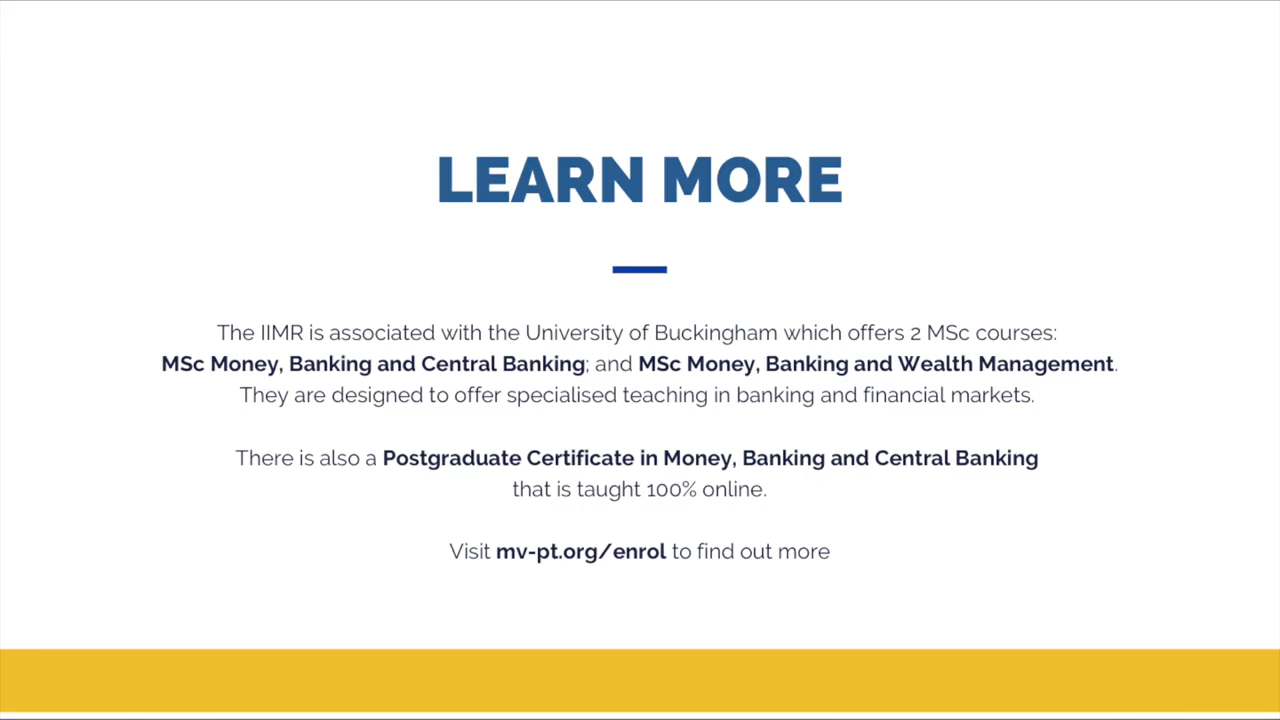 LEARN MORE
The IIMR is associated with the University of Buckingham which offers 2 MSc courses:
MSc Money, Banking and Central Banking; and MSc Money, Banking and Wealth Management.
They are designed to offer specialised teaching in banking and financial markets.
There is also a Postgraduate Certificate in Money, Banking and Central Banking
that is taught 100% online.
Visit mv-pt.org/enrol to find out more